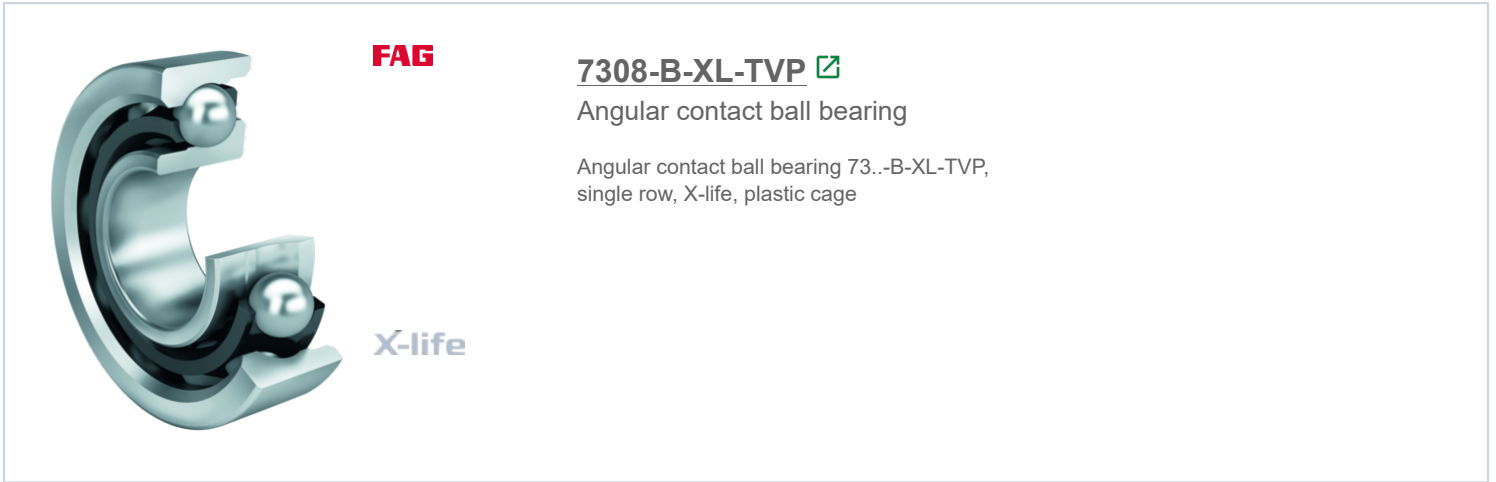 FAG
7308-B-XL-TVP
Angular contact ball bearing
Angular contact ball bearing 73..-B-XL-TVP,
single row, X-life, plastic cage
X-life